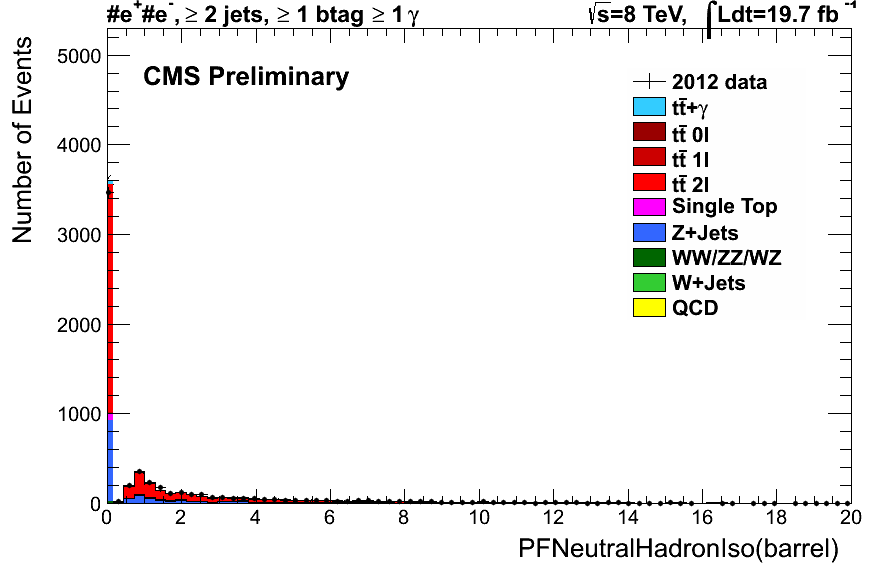 #e⁺#e⁻, ≥ 2 jets, ≥ 1 btag ≥ 1 γ
√s=8 TeV, ∫Ldt=19.7 fb⁻¹
CMS Preliminary
2012 data
tt̄+γ
tt̄ 0l
tt̄ 1l
tt̄ 2l
Single Top
Z+Jets
WW/ZZ/WZ
W+Jets
QCD
Number of Events
5000
4000
3000
2000
1000
0
0 2 4 6 8 10 12 14 16 18 20
PFNeutralHadronIso(barrel)